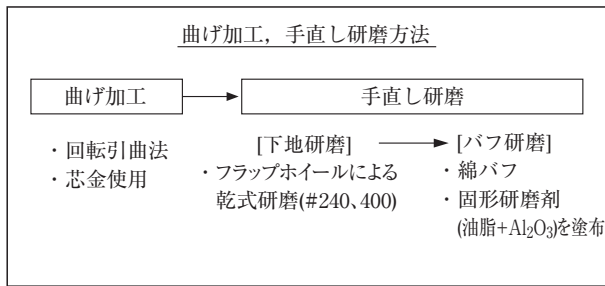 曲げ加工，手直し研磨方法
曲げ加工
手直し研磨
・回転引曲法
・芯金使用
[下地研磨]
・フラップホイールによる
乾式研磨(#240、400)
[バフ研磨]
・綿バフ
・固形研磨剤
(油脂+Al₂O₃)を塗布